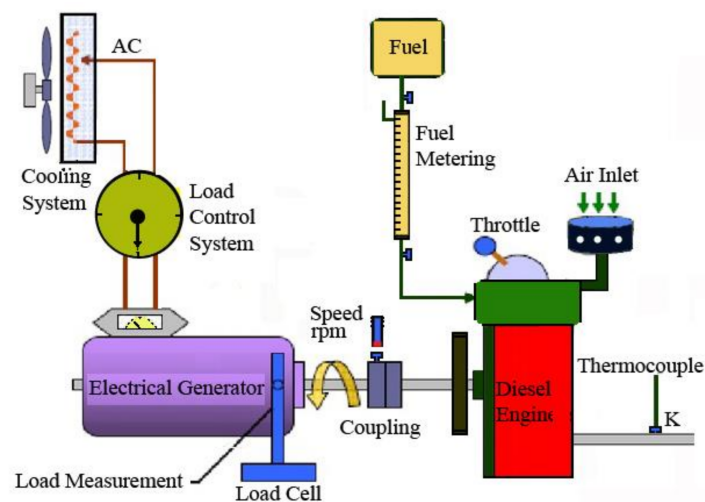 AC
Fuel
Fuel
Metering
Cooling
System
Load
Control
System
Air Inlet
Throttle
Speed
rpm
Thermocouple
Electrical Generator
Diesel
Engine
K
Coupling
Load Measurement
Load Cell